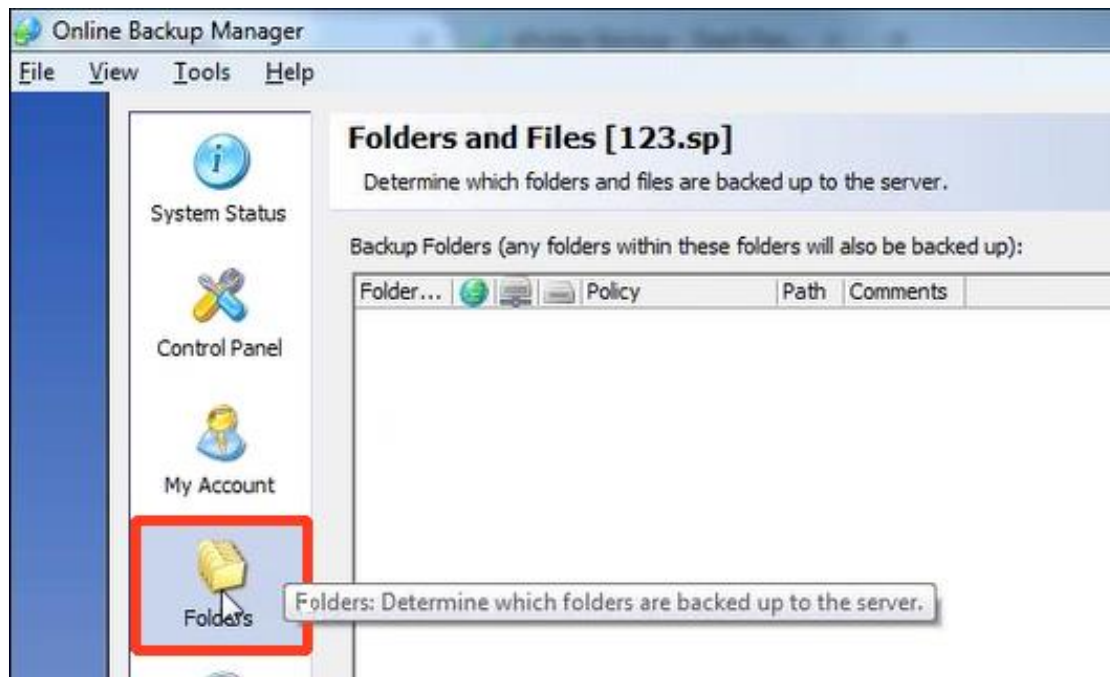 Online Backup Manager
File View Tools Help
Folders and Files [123.sp]
Determine which folders and files are backed up to the server.
System Status
Backup Folders (any folders within these folders will also be backed up):
Folder... Policy Path Comments
Control Panel
My Account
Folders
Folders: Determine which folders are backed up to the server.